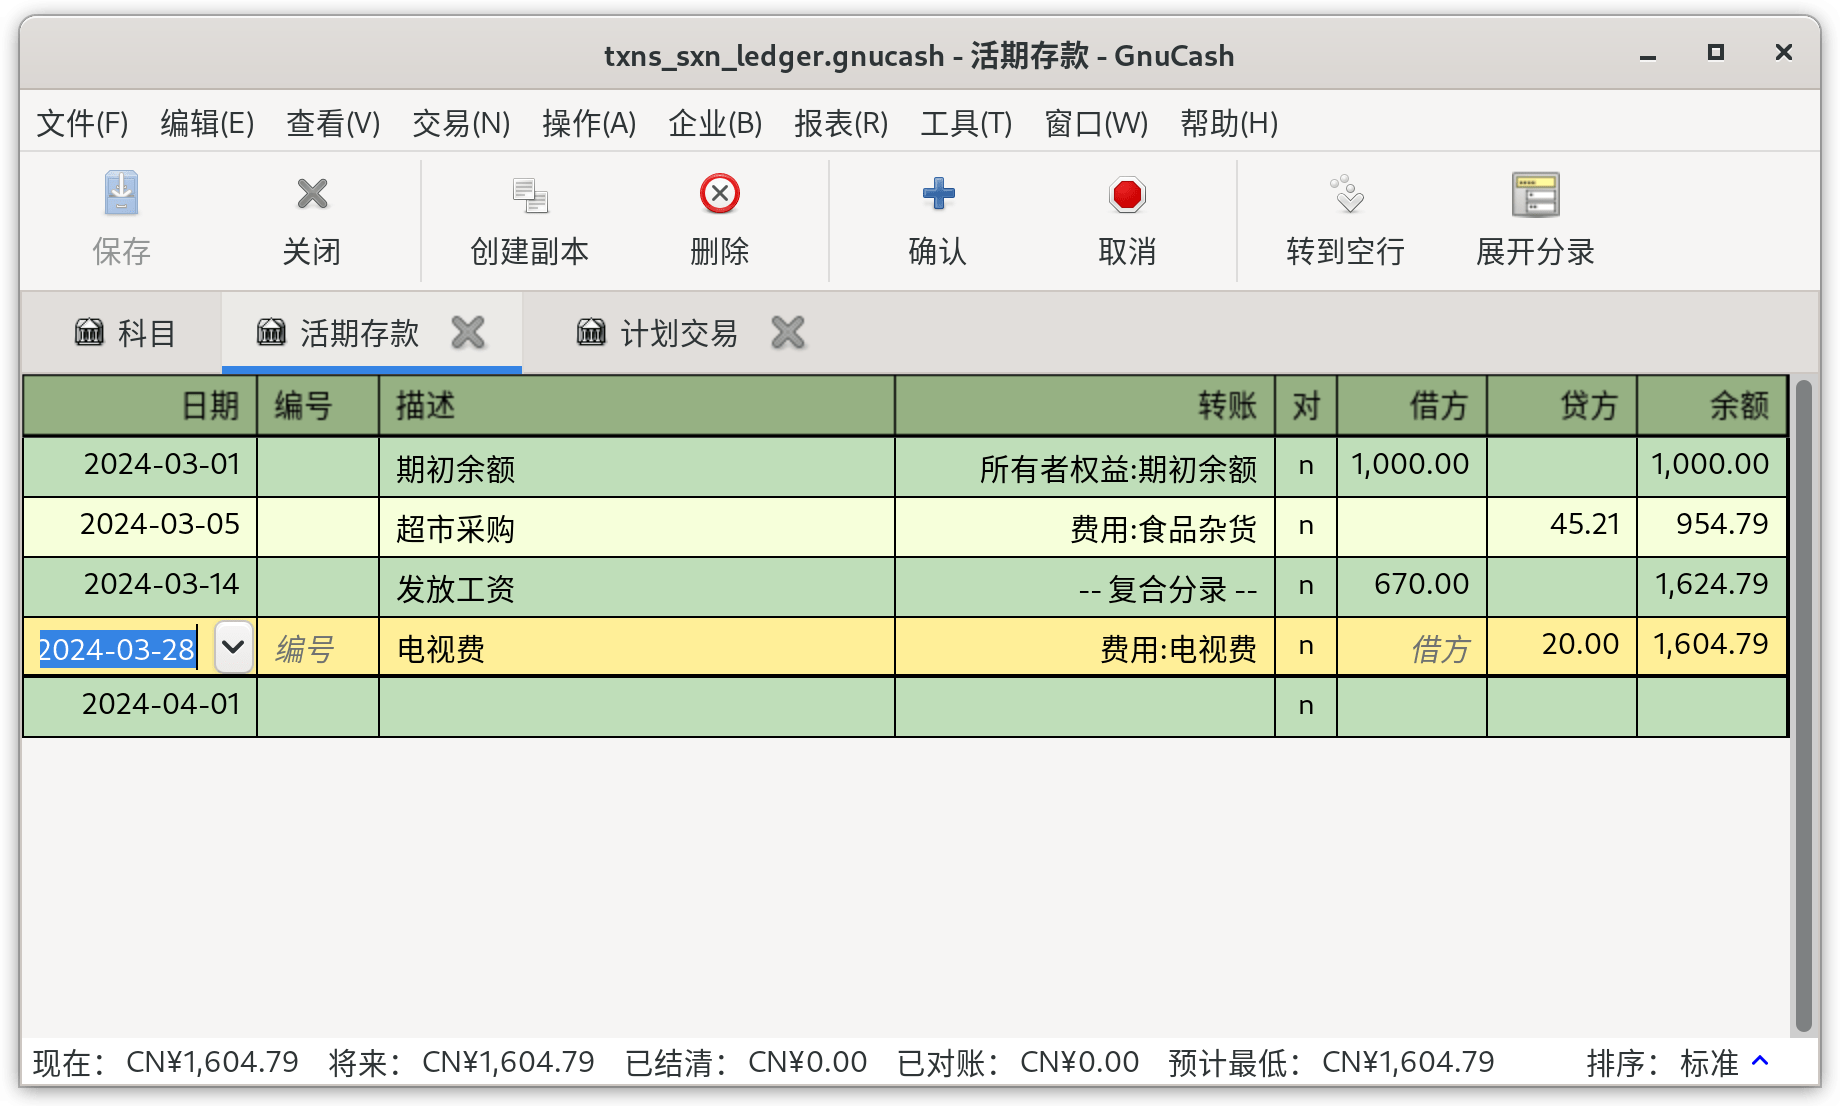 txns_sxn_ledger.gnucash - 活期存款 - GnuCash
文件(F) 编辑(E) 查看(V) 交易(N) 操作(A) 企业(B) 报表(R) 工具(T) 窗口(W) 帮助(H)
保存 关闭 创建副本 删除 确认 取消 转到空行 展开分录
科目 活期存款 计划交易
日期 编号 描述 转账 对 借方 贷方 余额
2024-03-01 期初余额 所有者权益:期初余额 n 1,000.00 1,000.00
2024-03-05 超市采购 费用:食品杂货 n 45.21 954.79
2024-03-14 发放工资 -- 复合分录 -- n 670.00 1,624.79
2024-03-28 编号 电视费 费用:电视费 n 借方 20.00 1,604.79
2024-04-01 n
现在： CN¥1,604.79 将来： CN¥1,604.79 已结清： CN¥0.00 已对账： CN¥0.00 预计最低： CN¥1,604.79 排序： 标准